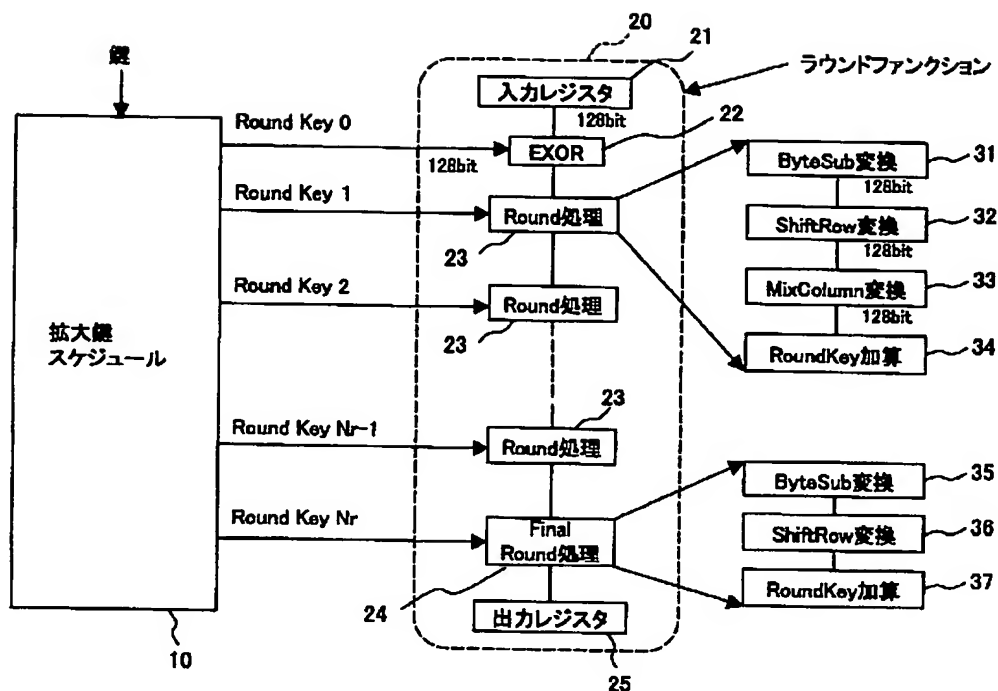 20
21
鍵
ラウンドファンクション
入力レジスタ
128bit
22
Round Key 0
128bit
EXOR
ByteSub変換
31
128bit
Round Key 1
Round処理
23
ShiftRow変換
32
128bit
Round Key 2
Round処理
23
MixColumn変換
33
128bit
拡大鍵
スケジュール
RoundKey加算
34
23
Round Key Nr-1
Round処理
ByteSub変換
35
Round Key Nr
Final
Round処理
24
ShiftRow変換
36
RoundKey加算
37
出力レジスタ
25
10